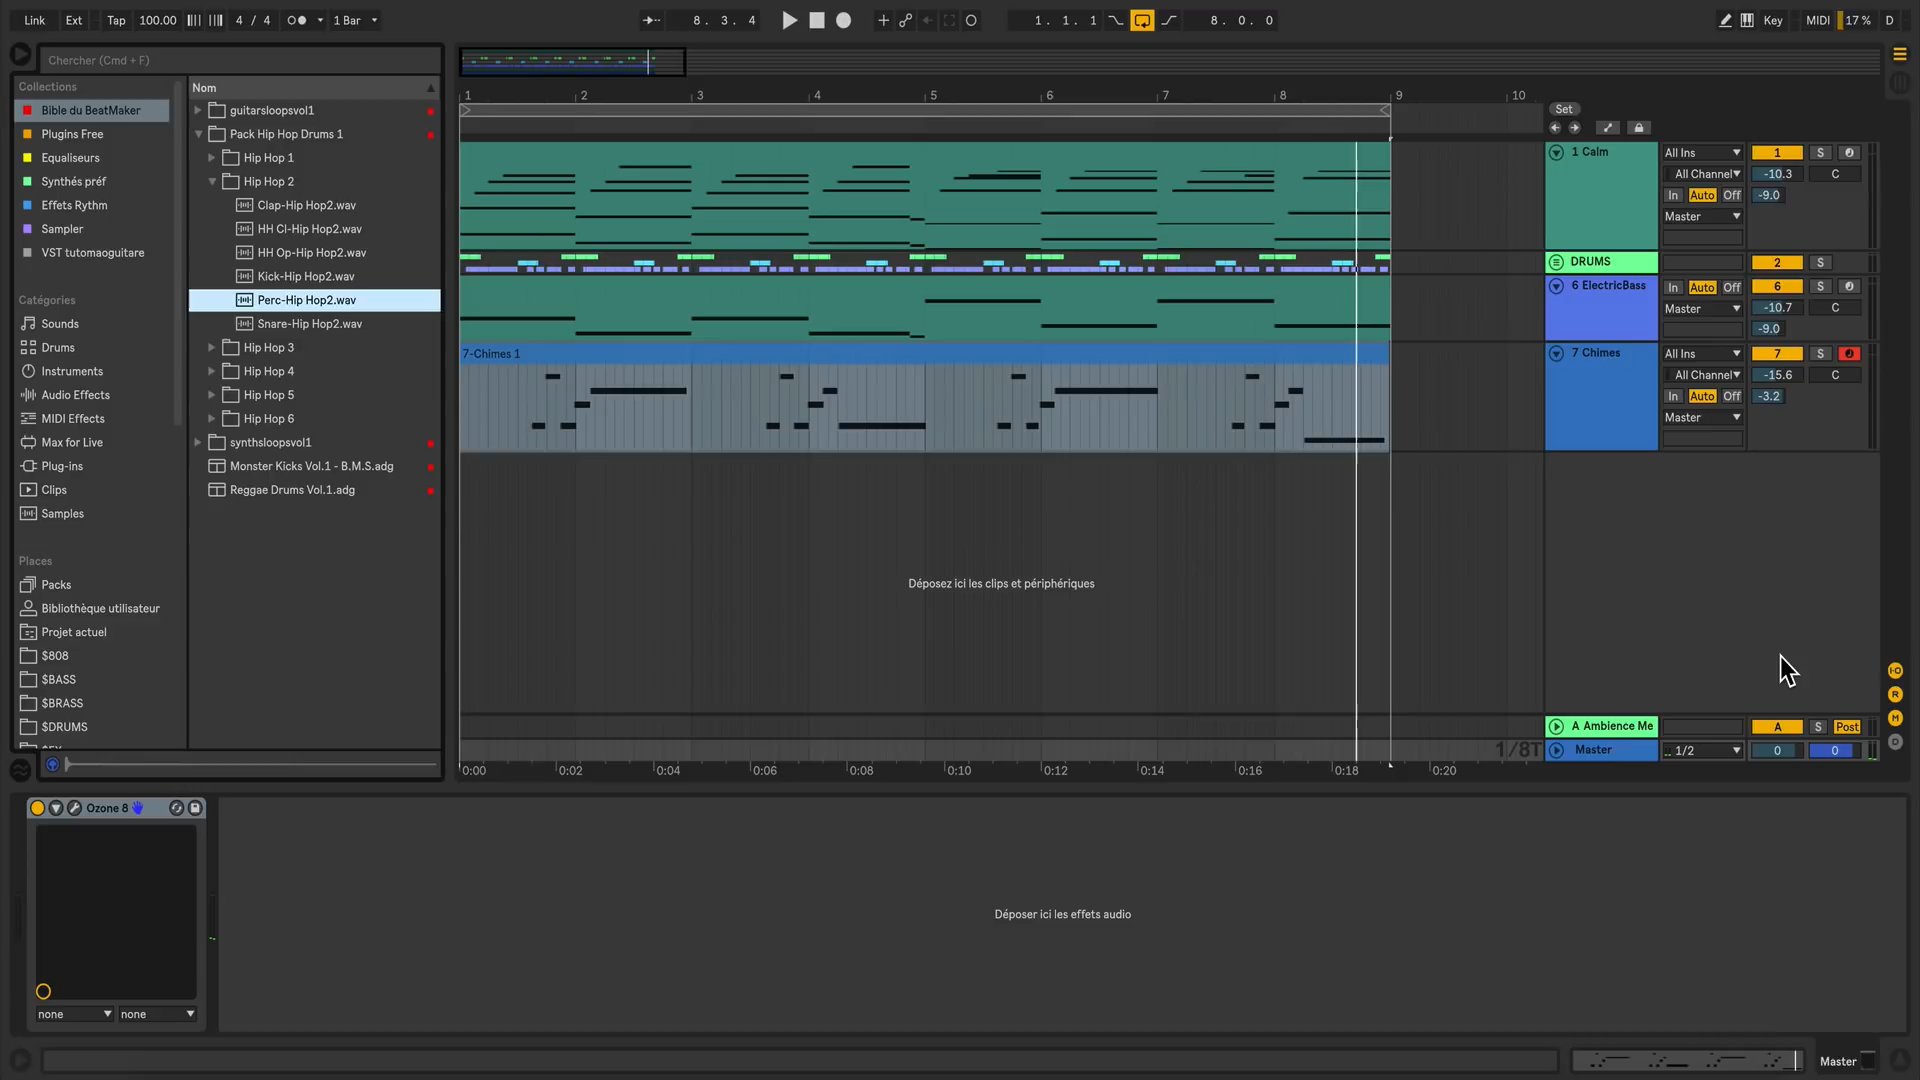 Link Ext Tap 100.00 4 / 4 1 Bar 8. 3. 4 1. 1. 1 8. 0. 0 Key MIDI 17 % D
Chercher (Cmd + F)
Collections
Bible du BeatMaker
Plugins Free
Equaliseurs
Synthés préf
Effets Rythm
Sampler
VST tutomaoguitare
Catégories
Sounds
Drums
Instruments
Audio Effects
MIDI Effects
Max for Live
Plug-ins
Clips
Samples
Places
Packs
Bibliothèque utilisateur
Projet actuel
$808
$BASS
$BRASS
$DRUMS
Nom
guitarsloopsvol1
Pack Hip Hop Drums 1
Hip Hop 1
Hip Hop 2
Clap-Hip Hop2.wav
HH Cl-Hip Hop2.wav
HH Op-Hip Hop2.wav
Kick-Hip Hop2.wav
Perc-Hip Hop2.wav
Snare-Hip Hop2.wav
Hip Hop 3
Hip Hop 4
Hip Hop 5
Hip Hop 6
synthsloopsvol1
Monster Kicks Vol.1 - B.M.S.adg
Reggae Drums Vol.1.adg
1 2 3 4 5 6 7 8 9 10
Set
1 Calm All Ins 1 S
All Channel -10.3 C
In Auto Off -9.0
Master
DRUMS 2 S
6 ElectricBass In Auto Off 6 S
Master -10.7 C
-9.0
7-Chimes 1
7 Chimes All Ins 7 S
All Channel -15.6 C
In Auto Off -3.2
Master
Déposez ici les clips et périphériques
A Ambience Me A S Post
1/8T Master 1/2 0 0
0:00 0:02 0:04 0:06 0:08 0:10 0:12 0:14 0:16 0:18 0:20
I-O
R
M
D
Ozone 8
none none
Déposer ici les effets audio
Master